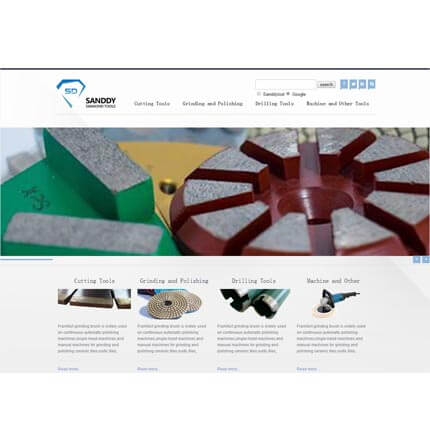 SD
SANDDY
DIAMOND TOOLS
search
Sanddytool Google
Cutting Tools Grinding and Polishing Drilling Tools Machine and Other Tools
Cutting Tools
Frankfurt grinding brush is widely used
on continuous automatic polishing
machines,single-head machines,and
manual machines for grinding and
polishing ceramic tiles,rustic tiles,
Read more
Grinding and Polishing
Frankfurt grinding brush is widely used
on continuous automatic polishing
machines,single-head machines,and
manual machines for grinding and
polishing ceramic tiles,rustic tiles,
Read more
Drilling Tools
Frankfurt grinding brush is widely used
on continuous automatic polishing
machines,single-head machines,and
manual machines for grinding and
polishing ceramic tiles,rustic tiles,
Read more
Machine and Other
Frankfurt grinding brush is widely used
on continuous automatic polishing
machines,single-head machines,and
manual machines for grinding and
polishing ceramic tiles,rustic tiles,
Read more